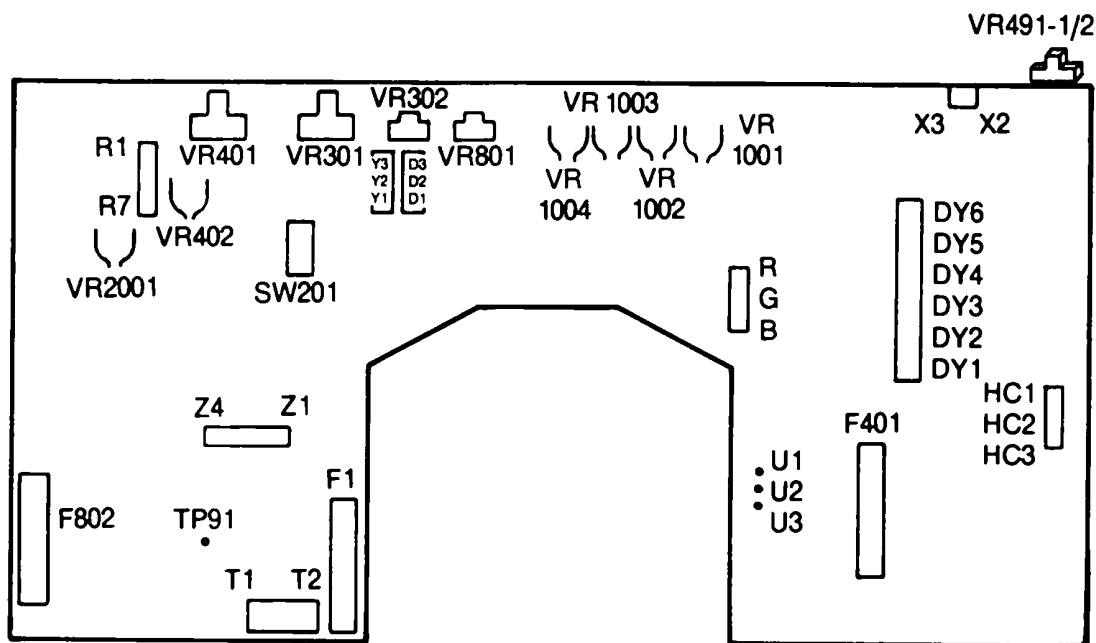 VR491-1/2
VR302
VR 1003
VR401
VR301
VR801
VR
1001
X3
X2
R1
R7
Y3
Y2
Y1
D3
D2
D1
VR
1004
VR
1002
VR402
VR2001
SW201
DY6
DY5
DY4
DY3
DY2
DY1
R
G
B
HC1
HC2
HC3
Z4
Z1
F401
F1
U1
U2
U3
F802
TP91
T1
T2